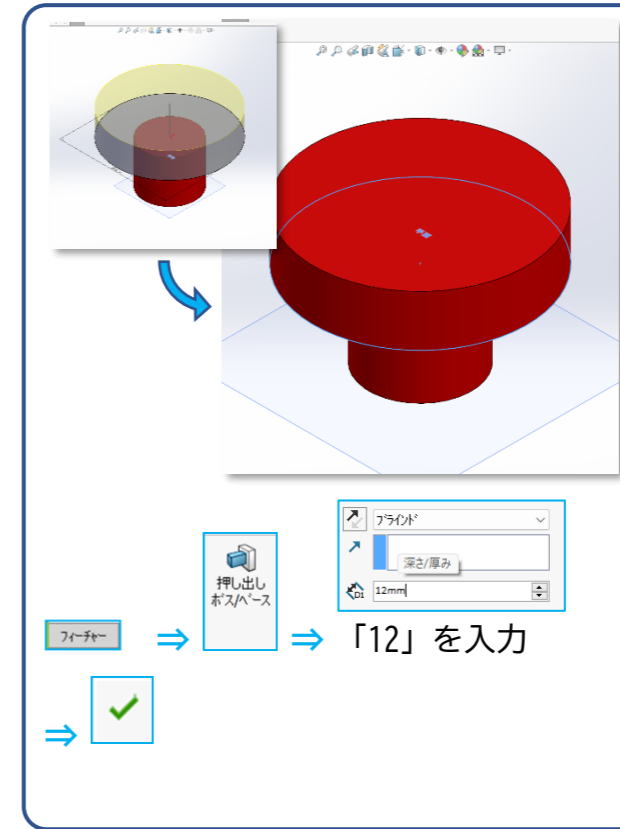 ブラインド
深さ/厚み
D1
12mm
押し出し
ボス/ベース
フィーチャー ⇒ ⇒ 「12」を入力
⇒